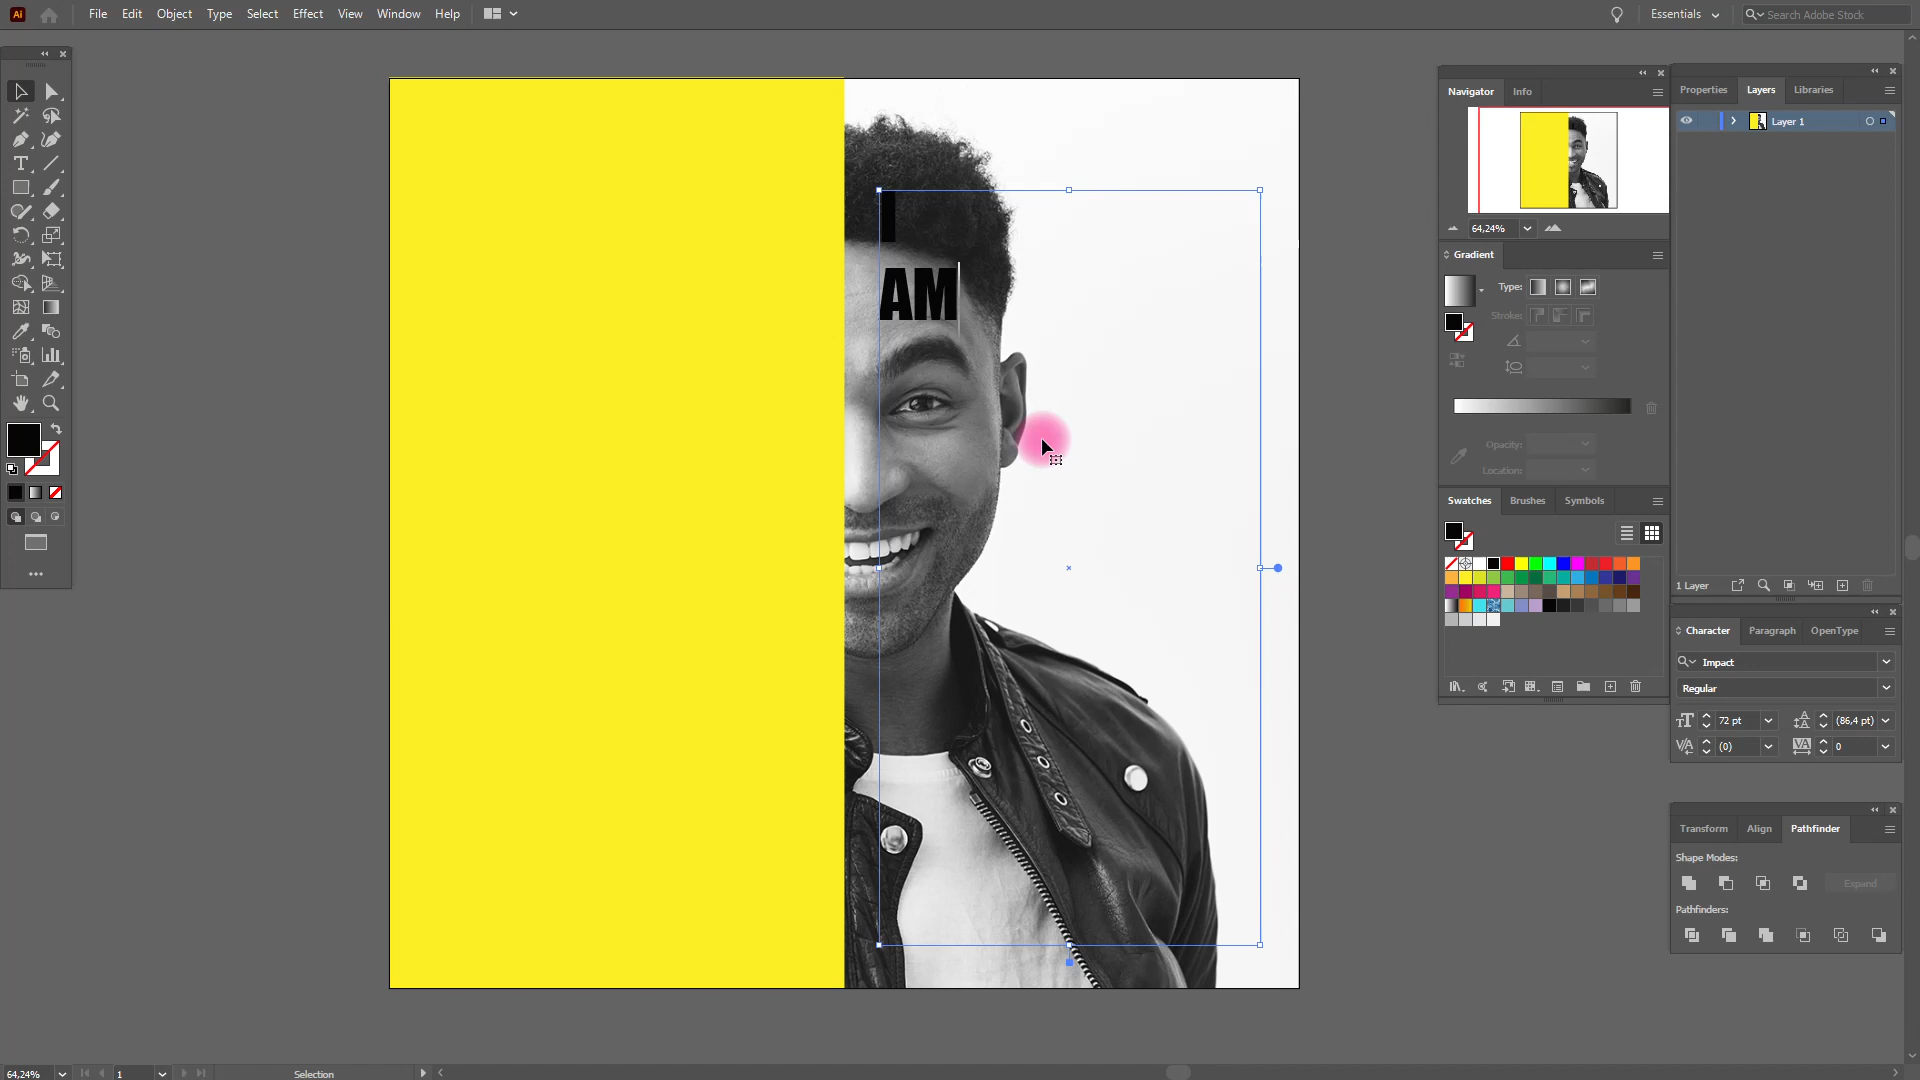 Ai File Edit Object Type Select Effect View Window Help Essentials Search Adobe Stock
Navigator Info
64,24%
Gradient
Type:
Stroke:
Opacity:
Location:
Swatches Brushes Symbols
Properties Layers Libraries
Layer 1
1 Layer
Character Paragraph OpenType
Impact
Regular
72 pt (86,4 pt)
(0) 0
Transform Align Pathfinder
Shape Modes:
Expand
Pathfinders:
I
AM
64,24% 1 Selection